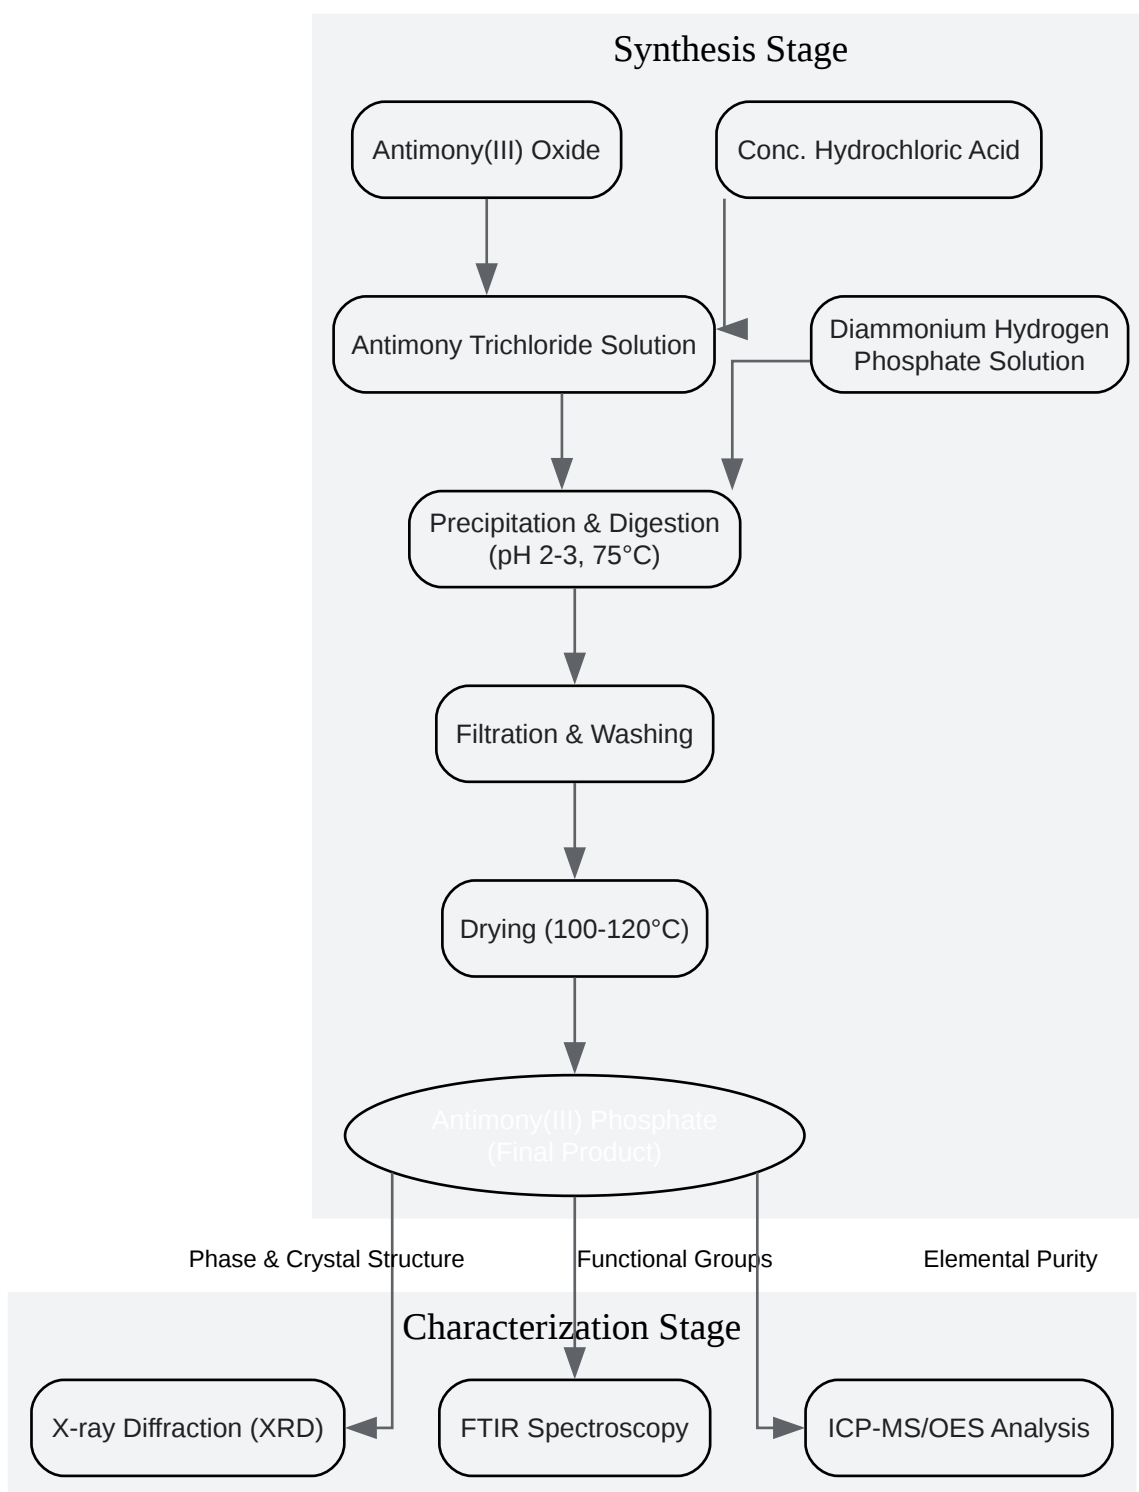 Synthesis Stage
Antimony(III) Oxide
Conc. Hydrochloric Acid
Antimony Trichloride Solution
Diammonium Hydrogen
Phosphate Solution
Precipitation & Digestion
(pH 2-3, 75°C)
Filtration & Washing
Drying (100-120°C)
Antimony(III) Phosphate
(Final Product)
Phase & Crystal Structure
Functional Groups
Elemental Purity
Characterization Stage
X-ray Diffraction (XRD)
FTIR Spectroscopy
ICP-MS/OES Analysis